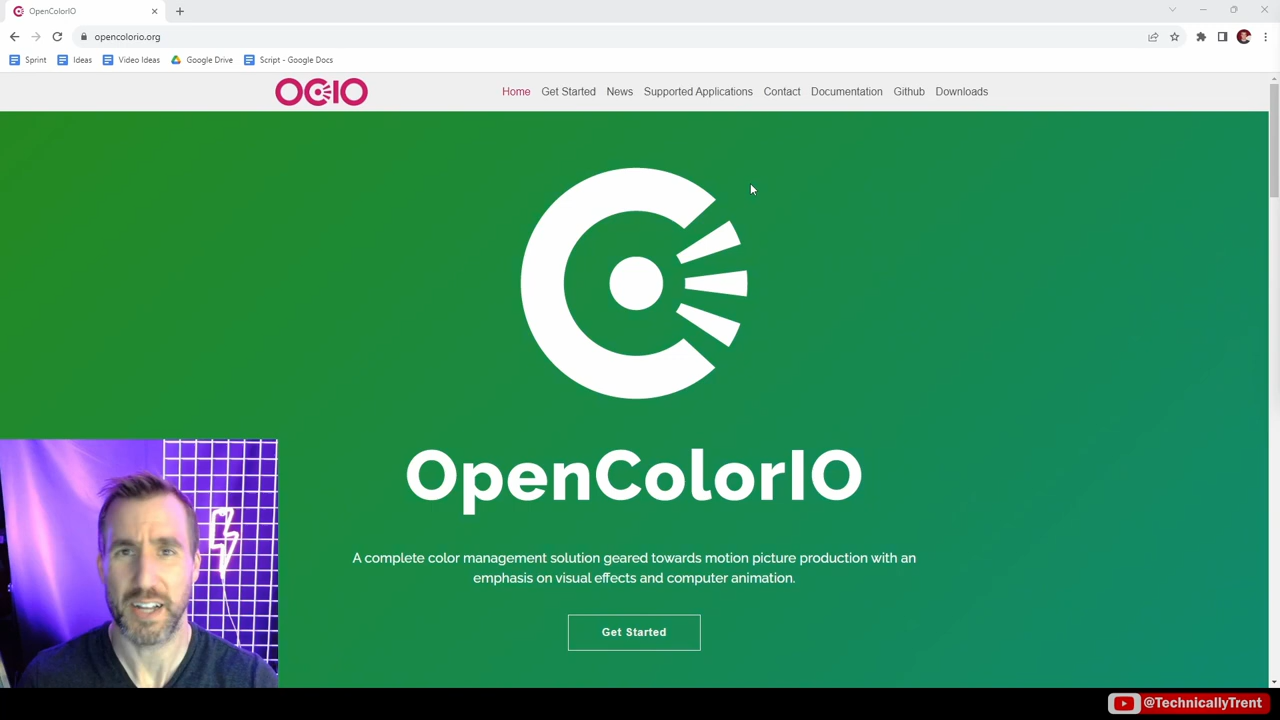 OpenColorIO
opencolorio.org
Sprint Ideas Video Ideas Google Drive Script - Google Docs
OCIO Home Get Started News Supported Applications Contact Documentation Github Downloads
OpenColorIO
A complete color management solution geared towards motion picture production with an
emphasis on visual effects and computer animation.
Get Started
@TechnicallyTrent